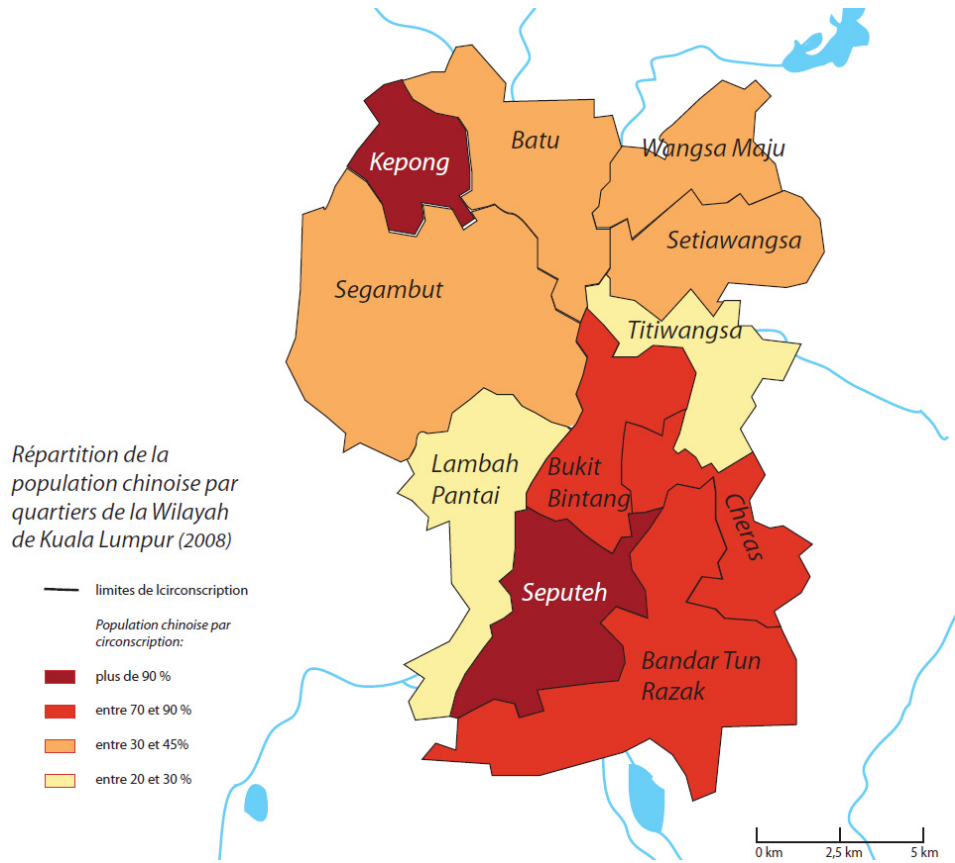 Kepong
Batu
Wangsa Maju
Setiawangsa
Segambut
Titiwangsa
Lambah
Pantai
Bukit
Bintang
Cheras
Seputeh
Bandar Tun
Razak
Répartition de la
population chinoise par
quartiers de la Wilayah
de Kuala Lumpur (2008)
limites de lcirconscription
Population chinoise par
circonscription:
plus de 90 %
entre 70 et 90 %
entre 30 et 45%
entre 20 et 30 %
0 km 2,5 km 5 km